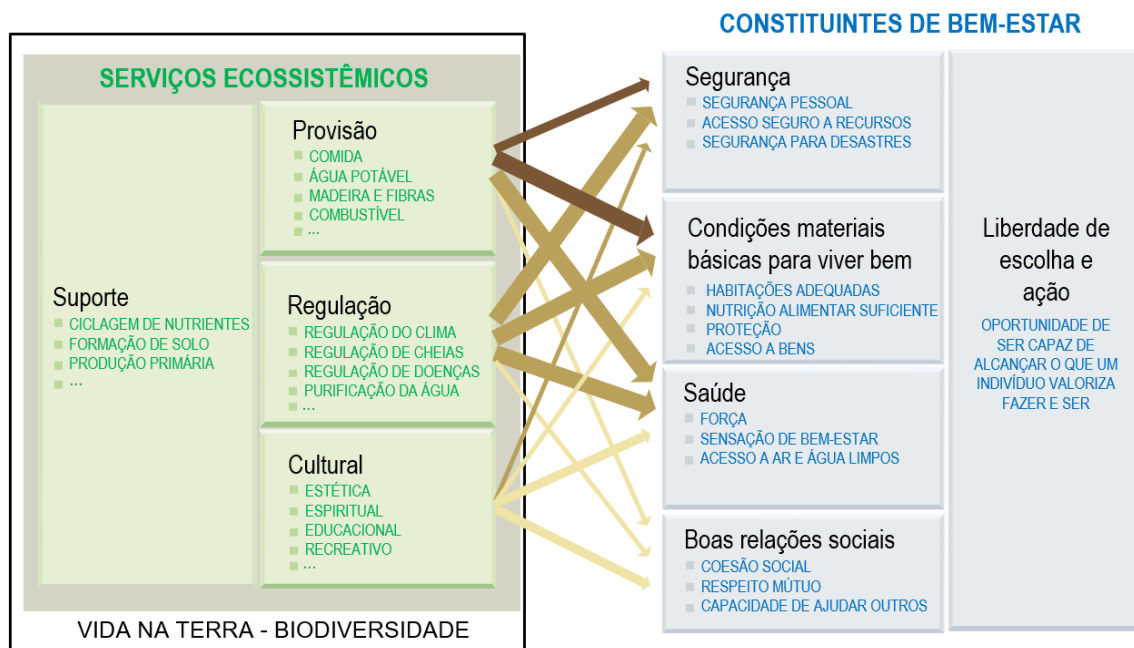 CONSTITUINTES DE BEM-ESTAR
SERVIÇOS ECOSSISTÊMICOS
Suporte
CICLAGEM DE NUTRIENTES
FORMAÇÃO DE SOLO
PRODUÇÃO PRIMÁRIA
...
Provisão
COMIDA
ÁGUA POTÁVEL
MADEIRA E FIBRAS
COMBUSTÍVEL
...
Regulação
REGULAÇÃO DO CLIMA
REGULAÇÃO DE CHEIAS
REGULAÇÃO DE DOENÇAS
PURIFICAÇÃO DA ÁGUA
...
Cultural
ESTÉTICA
ESPIRITUAL
EDUCACIONAL
RECREATIVO
...
VIDA NA TERRA - BIODIVERSIDADE
Segurança
SEGURANÇA PESSOAL
ACESSO SEGURO A RECURSOS
SEGURANÇA PARA DESASTRES
Condições materiais
básicas para viver bem
HABITAÇÕES ADEQUADAS
NUTRIÇÃO ALIMENTAR SUFICIENTE
PROTEÇÃO
ACESSO A BENS
Saúde
FORÇA
SENSAÇÃO DE BEM-ESTAR
ACESSO A AR E ÁGUA LIMPOS
Boas relações sociais
COESÃO SOCIAL
RESPEITO MÚTUO
CAPACIDADE DE AJUDAR OUTROS
Liberdade de
escolha e
ação
OPORTUNIDADE DE
SER CAPAZ DE
ALCANÇAR O QUE UM
INDIVÍDUO VALORIZA
FAZER E SER